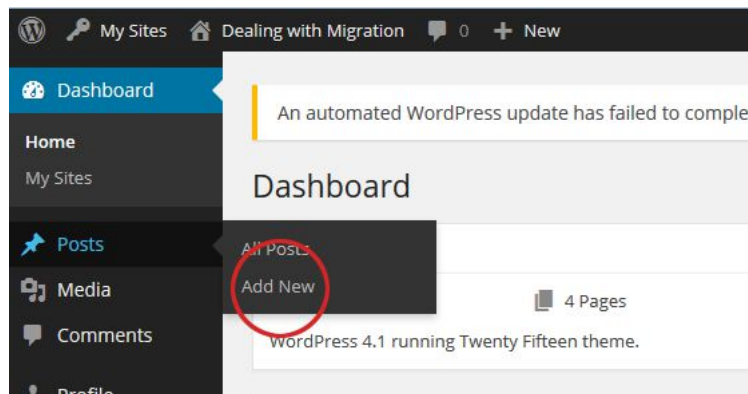 My Sites Dealing with Migration 0 + New
Dashboard
An automated WordPress update has failed to comple
Home
My Sites
Dashboard
Posts
All Posts
Media
Add New
4 Pages
Comments
WordPress 4.1 running Twenty Fifteen theme.
Profile